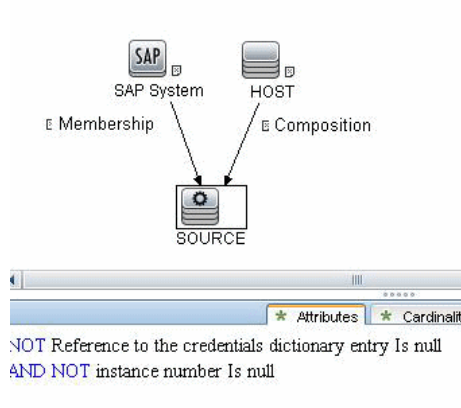 SAP
SAP System
HOST
Membership
Composition
SOURCE
Attributes
NOT Reference to the credentials dictionary entry Is null
AND NOT instance number Is null